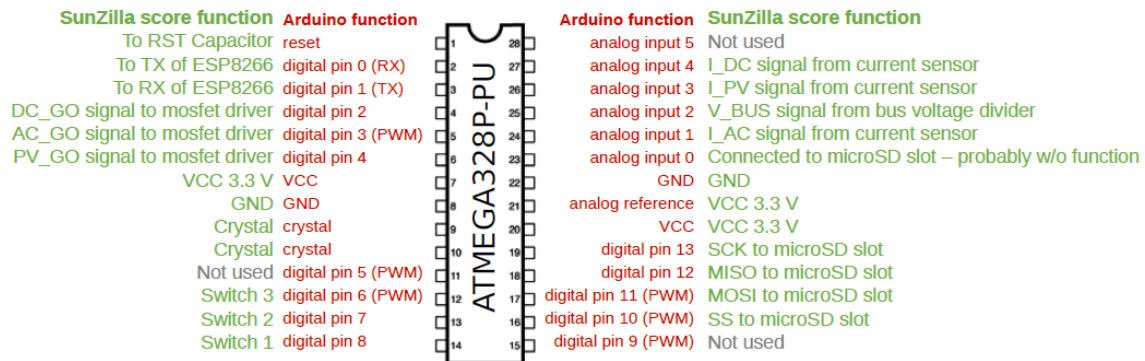 SunZilla score function Arduino function Arduino function SunZilla score function
To RST Capacitor reset 1 28 analog input 5 Not used
To TX of ESP8266 digital pin 0 (RX) 2 27 analog input 4 I_DC signal from current sensor
To RX of ESP8266 digital pin 1 (TX) 3 26 analog input 3 I_PV signal from current sensor
DC_GO signal to mosfet driver digital pin 2 4 25 analog input 2 V_BUS signal from bus voltage divider
AC_GO signal to mosfet driver digital pin 3 (PWM) 5 24 analog input 1 I_AC signal from current sensor
PV_GO signal to mosfet driver digital pin 4 6 23 analog input 0 Connected to microSD slot – probably w/o function
VCC 3.3 V VCC 7 22 GND GND
GND GND 8 21 analog reference VCC 3.3 V
Crystal crystal 9 20 VCC VCC 3.3 V
Crystal crystal 10 19 digital pin 13 SCK to microSD slot
Not used digital pin 5 (PWM) 11 18 digital pin 12 MISO to microSD slot
Switch 3 digital pin 6 (PWM) 12 17 digital pin 11 (PWM) MOSI to microSD slot
Switch 2 digital pin 7 13 16 digital pin 10 (PWM) SS to microSD slot
Switch 1 digital pin 8 14 15 digital pin 9 (PWM) Not used
ATMEGA328P-PU